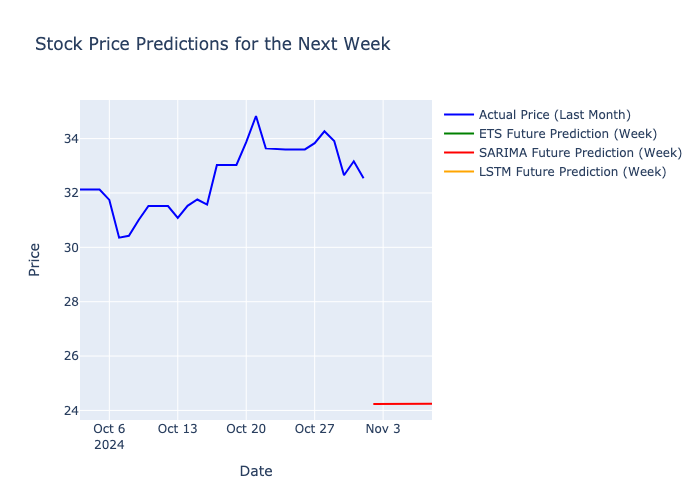 Stock Price Predictions for the Next Week
Actual Price (Last Month)
ETS Future Prediction (Week)
SARIMA Future Prediction (Week)
LSTM Future Prediction (Week)
Price
34
32
30
28
26
24
Oct 6
2024
Oct 13
Oct 20
Oct 27
Nov 3
Date